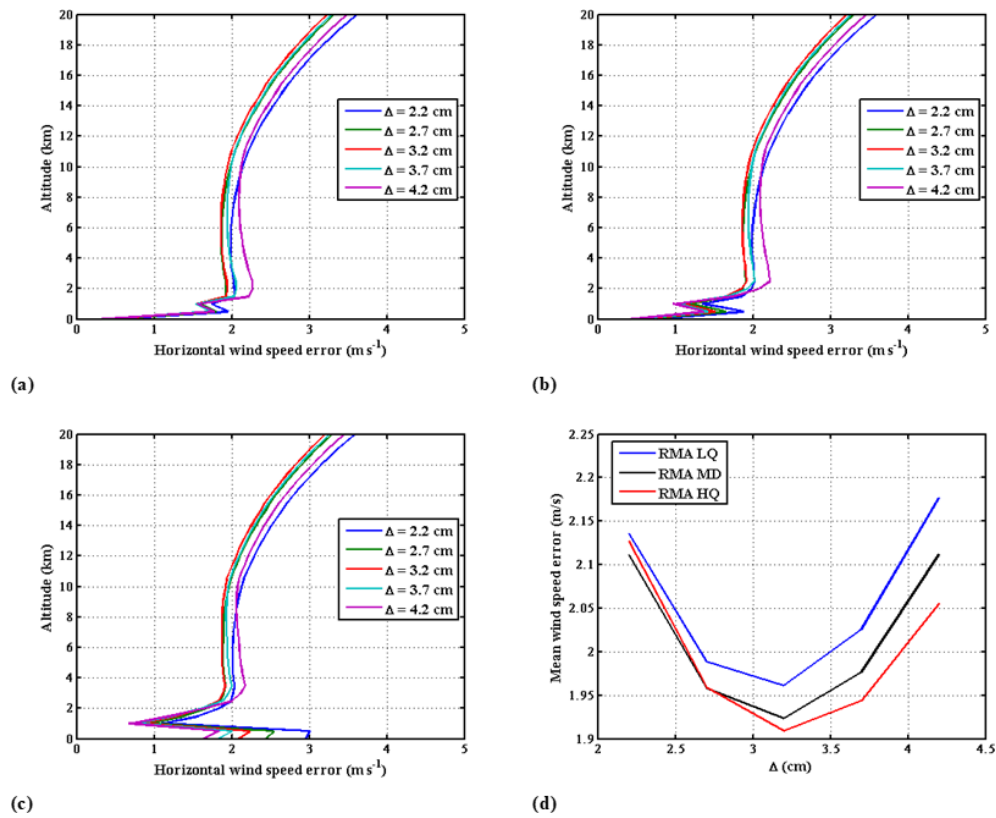 20
18
16
14
12
10
8
6
4
2
0
Altitude (km)
Δ = 2.2 cm
Δ = 2.7 cm
Δ = 3.2 cm
Δ = 3.7 cm
Δ = 4.2 cm
0 1 2 3 4 5
Horizontal wind speed error (m s⁻¹)
(a)
20
18
16
14
12
10
8
6
4
2
0
Altitude (km)
Δ = 2.2 cm
Δ = 2.7 cm
Δ = 3.2 cm
Δ = 3.7 cm
Δ = 4.2 cm
0 1 2 3 4 5
Horizontal wind speed error (m s⁻¹)
(b)
20
18
16
14
12
10
8
6
4
2
0
Altitude (km)
Δ = 2.2 cm
Δ = 2.7 cm
Δ = 3.2 cm
Δ = 3.7 cm
Δ = 4.2 cm
0 1 2 3 4 5
Horizontal wind speed error (m s⁻¹)
(c)
2.25
2.2
2.15
2.1
2.05
2
1.95
1.9
Mean wind speed error (m/s)
RMA LQ
RMA MD
RMA HQ
2 2.5 3 3.5 4 4.5
Δ (cm)
(d)